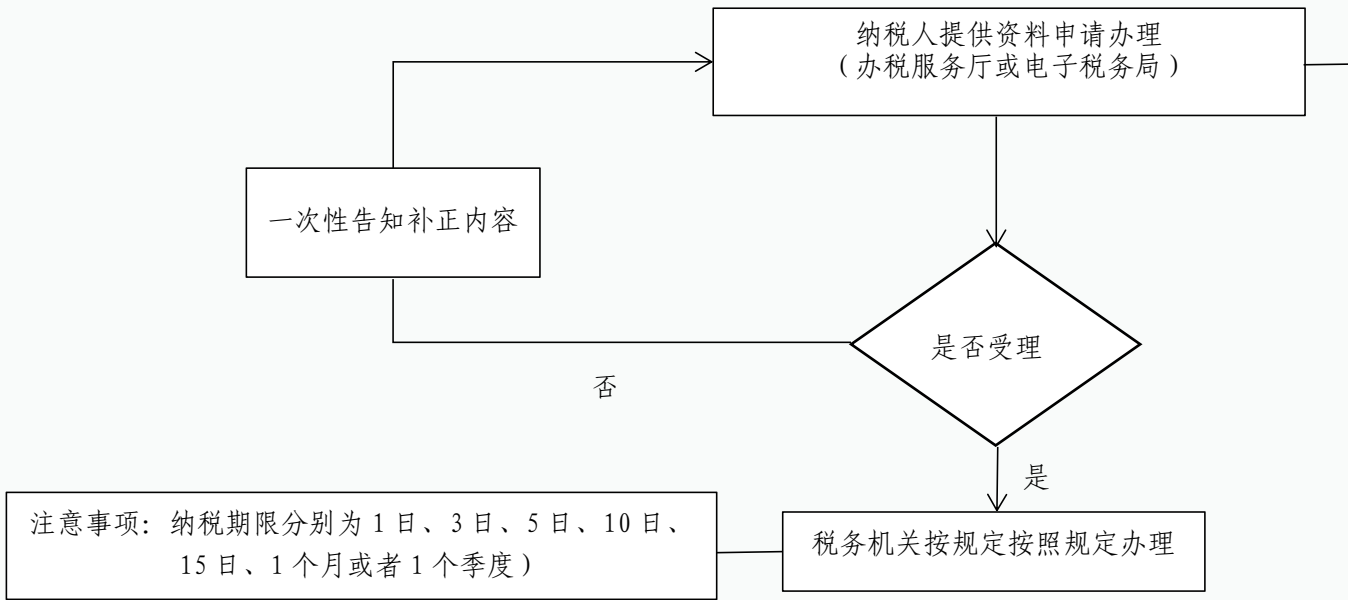 纳税人提供资料申请办理
（办税服务厅或电子税务局）
一次性告知补正内容
是否受理
否
是
注意事项：纳税期限分别为1日、3日、5日、10日、
15日、1个月或者1个季度）
税务机关按规定按照规定办理